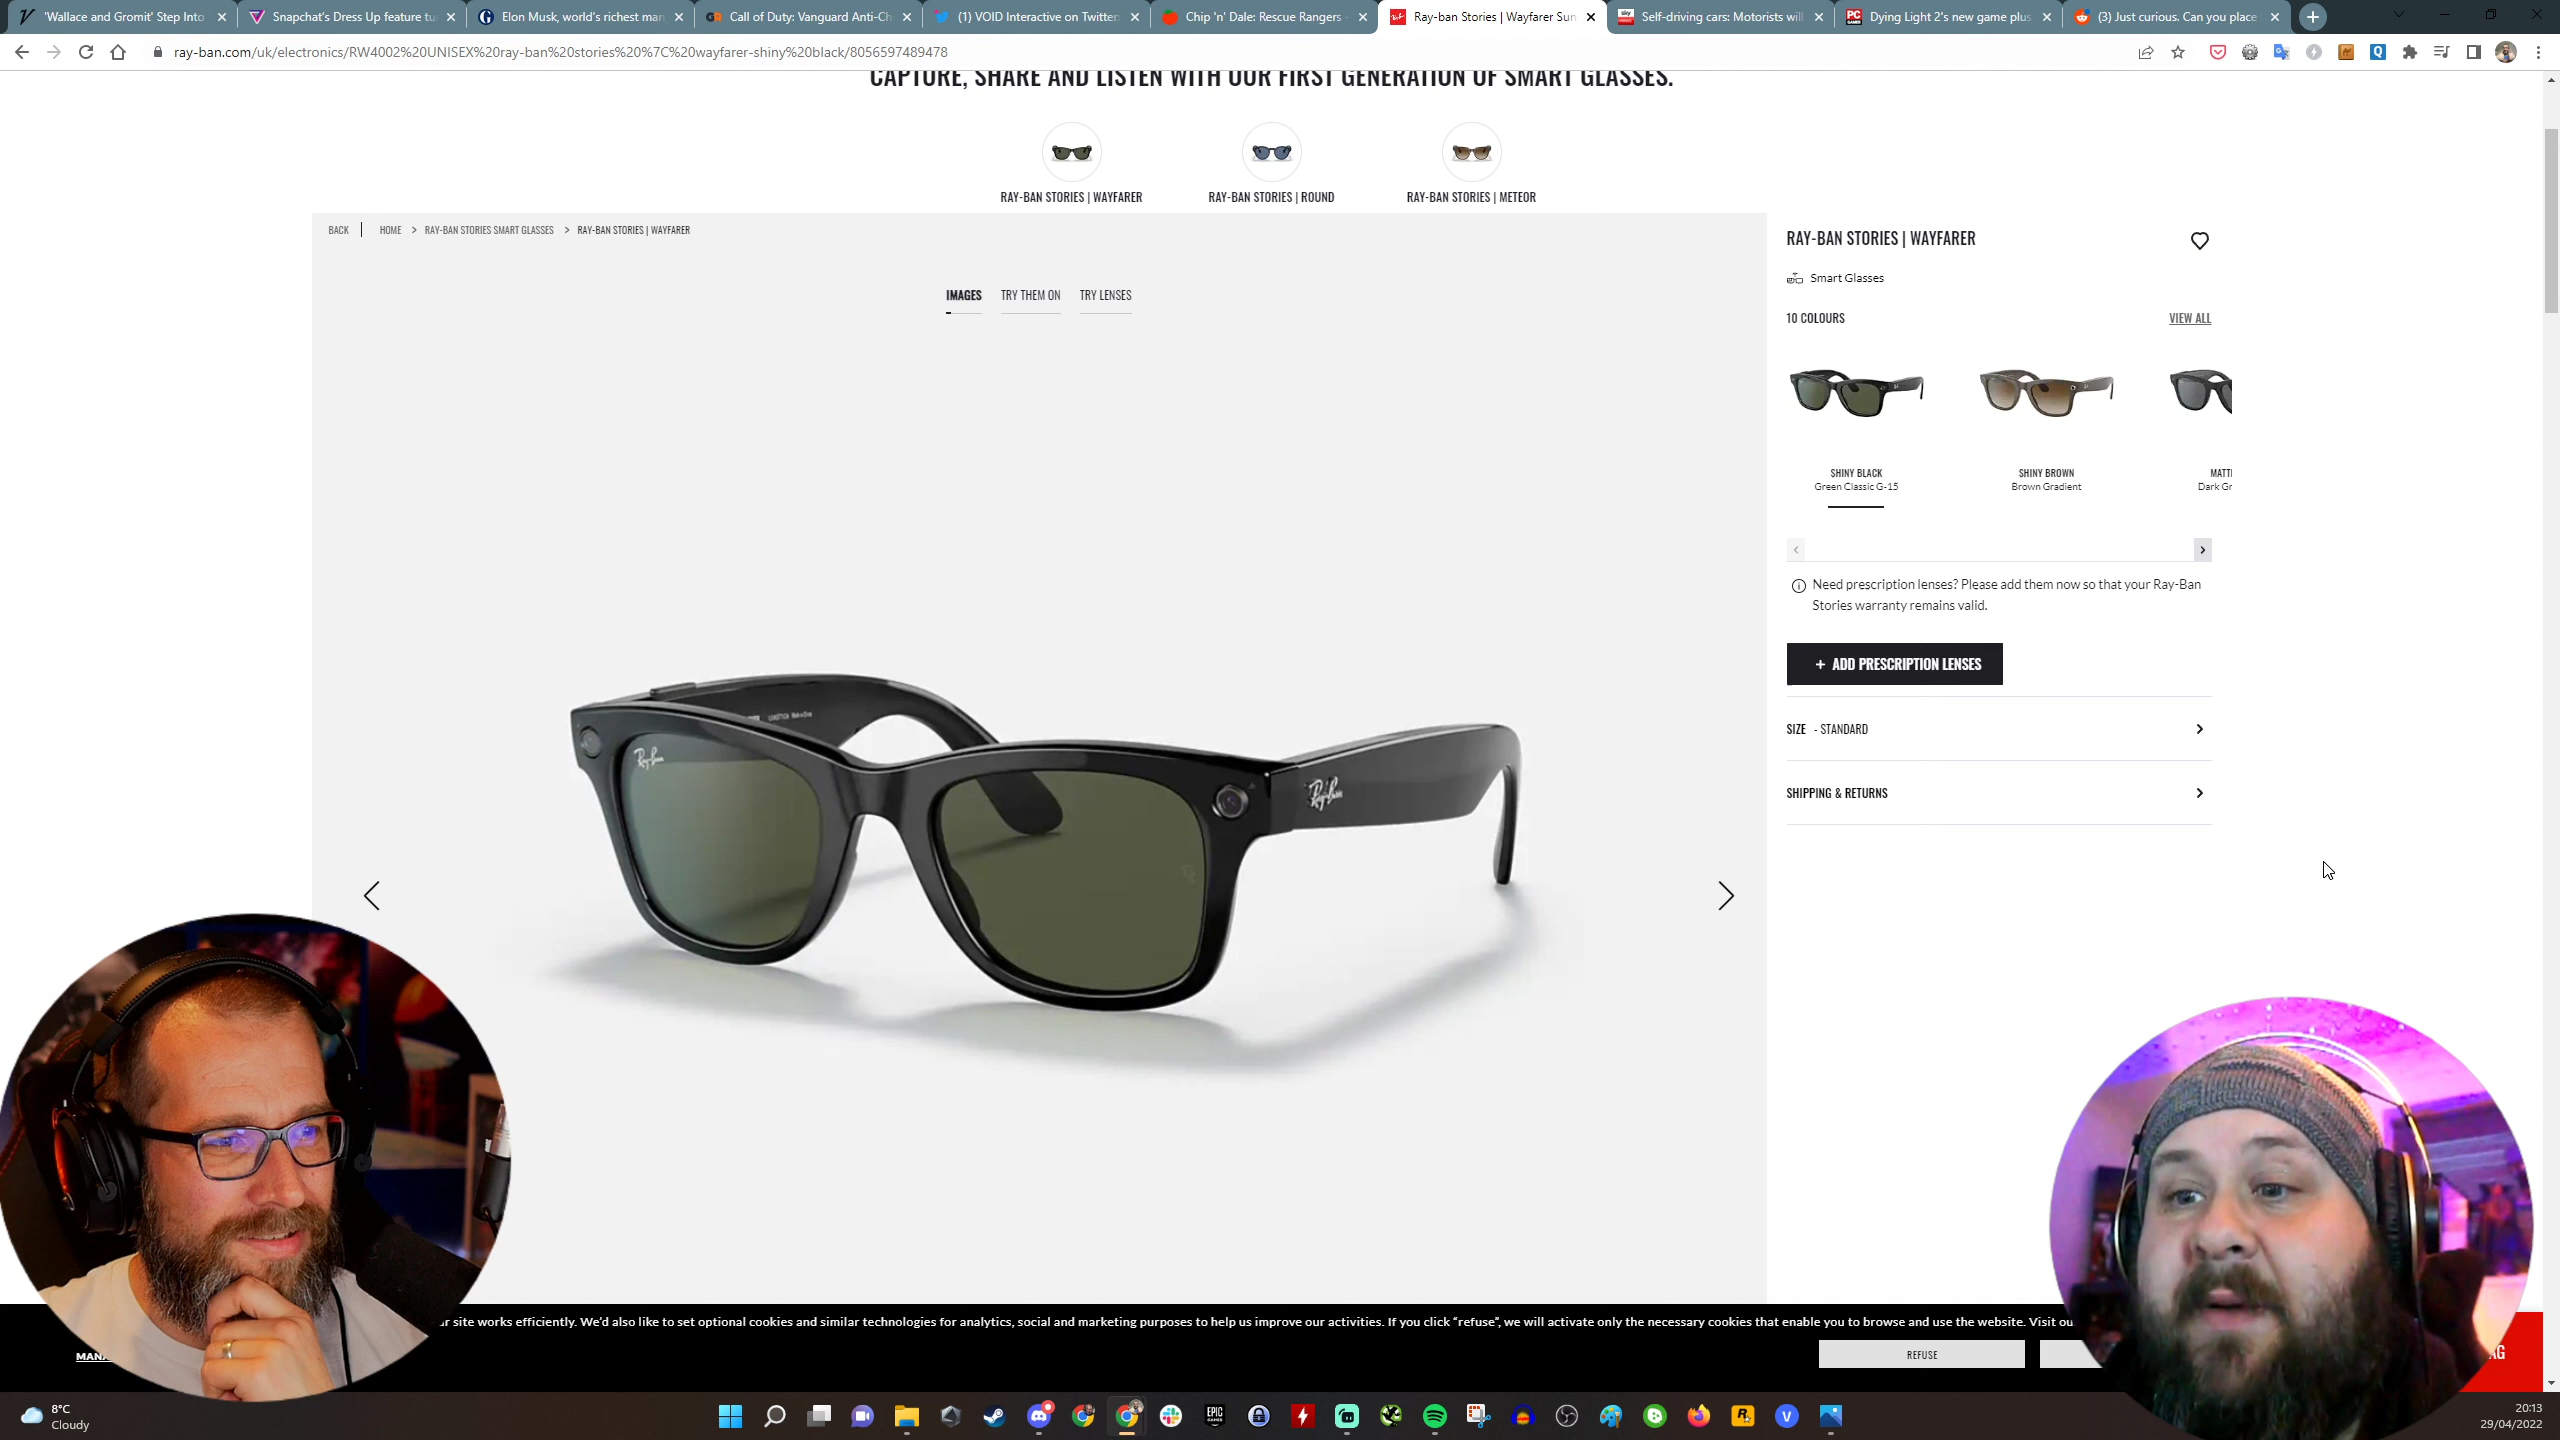 'Wallace and Gromit' Step Into
Snapchat's Dress Up feature tu
Elon Musk, world's richest man
Call of Duty: Vanguard Anti-Ch
(1) VOID Interactive on Twitter
Chip 'n' Dale: Rescue Rangers -
Ray-ban Stories | Wayfarer Sun
Self-driving cars: Motorists will
Dying Light 2's new game plus
(3) Just curious. Can you place
ray-ban.com/uk/electronics/RW4002%20UNISEX%20ray-ban%20stories%20%7C%20wayfarer-shiny%20black/8056597489478
CAPTURE, SHARE AND LISTEN WITH OUR FIRST GENERATION OF SMART GLASSES.
RAY-BAN STORIES | WAYFARER
RAY-BAN STORIES | ROUND
RAY-BAN STORIES | METEOR
BACK | HOME > RAY-BAN STORIES SMART GLASSES > RAY-BAN STORIES | WAYFARER
IMAGES TRY THEM ON TRY LENSES
Ray-Ban
Ray-Ban
RAY-BAN STORIES | WAYFARER
Smart Glasses
10 COLOURS
VIEW ALL
SHINY BLACK
Green Classic G-15
SHINY BROWN
Brown Gradient
MATT
Dark Gr
Need prescription lenses? Please add them now so that your Ray-Ban
Stories warranty remains valid.
+ ADD PRESCRIPTION LENSES
SIZE - STANDARD
SHIPPING & RETURNS
r site works efficiently. We'd also like to set optional cookies and similar technologies for analytics, social and marketing purposes to help us improve our activities. If you click "refuse", we will activate only the necessary cookies that enable you to browse and use the website. Visit ou
MANA
REFUSE
AG
8°C
Cloudy
20:13
29/04/2022